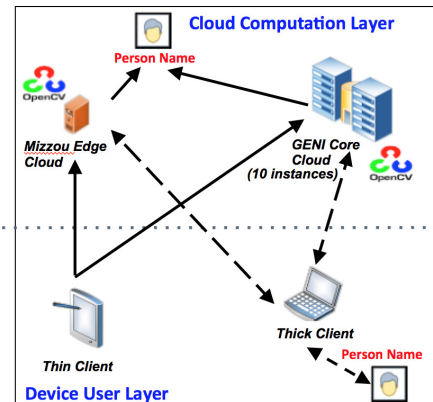 Cloud Computation Layer
Person Name
OpenCV
Mizzou Edge
Cloud
GENI Core
Cloud
(10 instances)
OpenCV
Thin Client
Thick Client
Person Name
Device User Layer